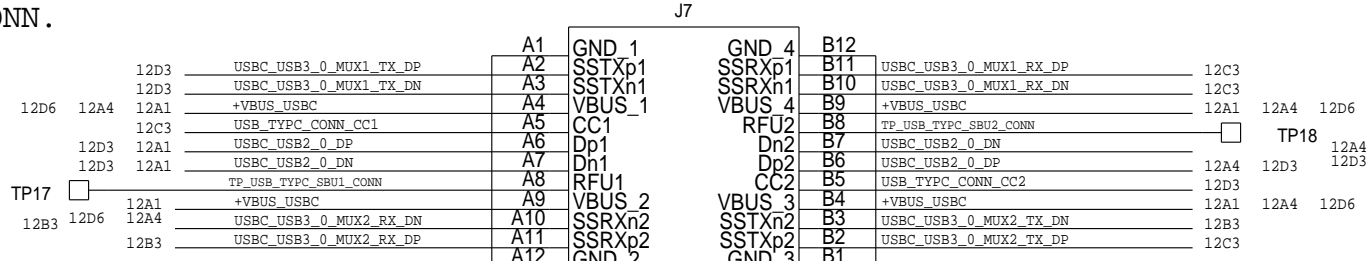 ONN.
J7
A1 GND_1 GND_4 B12
12D3 USBC_USB3_0_MUX1_TX_DP A2 SSTXp1 SSRXp1 B11 USBC_USB3_0_MUX1_RX_DP 12C3
12D3 USBC_USB3_0_MUX1_TX_DN A3 SSTXn1 SSRXn1 B10 USBC_USB3_0_MUX1_RX_DN 12C3
12D6 12A4 12A1 +VBUS_USBC A4 VBUS_1 VBUS_4 B9 +VBUS_USBC 12A1 12A4 12D6
12C3 USB_TYPC_CONN_CC1 A5 CC1 RFU2 B8 TP_USB_TYPC_SBU2_CONN TP18
12D3 12A1 USBC_USB2_0_DP A6 Dp1 Dn2 B7 USBC_USB2_0_DN 12A4
12D3 12A1 USBC_USB2_0_DN A7 Dn1 Dp2 B6 USBC_USB2_0_DP 12A4 12D3 12D3
TP17 TP_USB_TYPC_SBU1_CONN A8 RFU1 CC2 B5 USB_TYPC_CONN_CC2 12D3
12A1 +VBUS_USBC A9 VBUS_2 VBUS_3 B4 +VBUS_USBC 12A1 12A4 12D6
12B3 12D6 12A4 USBC_USB3_0_MUX2_RX_DN A10 SSRXn2 SSTXn2 B3 USBC_USB3_0_MUX2_TX_DN 12B3
12B3 USBC_USB3_0_MUX2_RX_DP A11 SSRXp2 SSTXp2 B2 USBC_USB3_0_MUX2_TX_DP 12C3
A12 GND_2 GND_3 B1